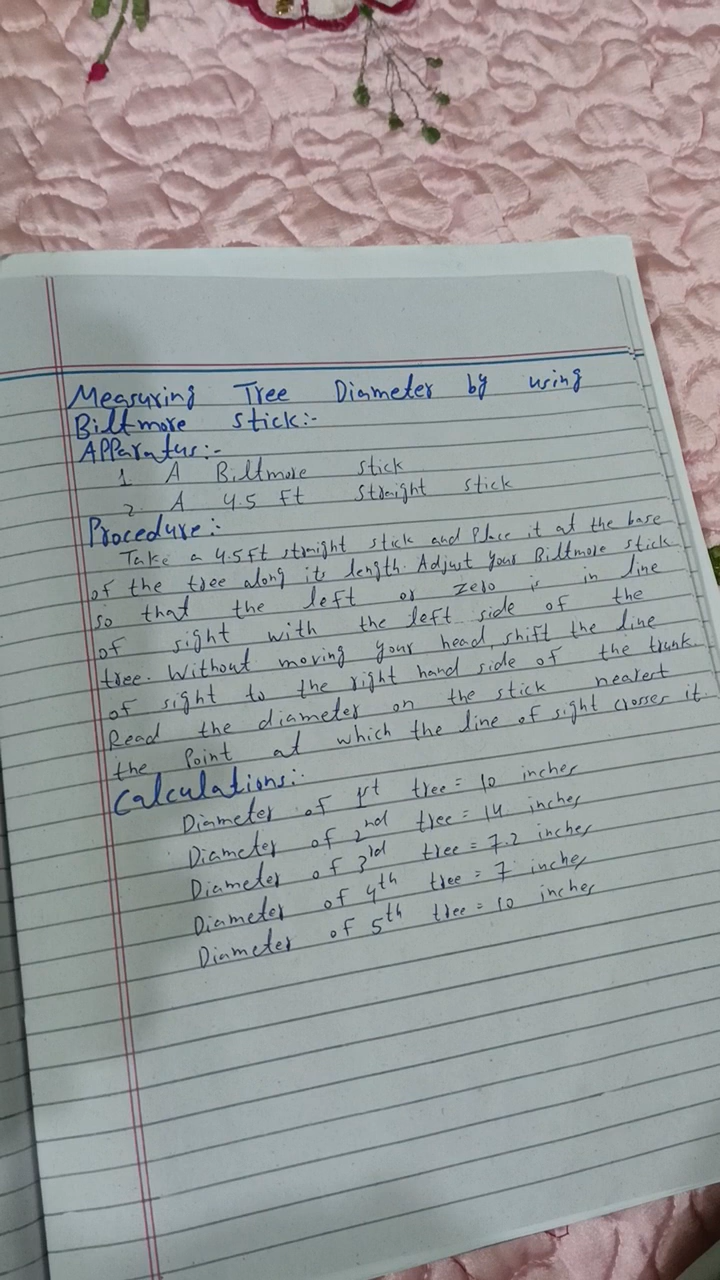 Measuring Tree Diameter by using
Biltmore stick:-
Apparatus:-
1. A Biltmore stick
2. A 4.5 Ft Straight stick
Procedure:-
Take a 4.5ft straight stick and Place it at the base
of the tree along its length. Adjust your Biltmore stick
so that the left or zero is in line
of sight with the left side of the
tree. Without moving your head, shift the line
of sight to the right hand side of the trunk.
Read the diameter on the stick nearest
the Point at which the line of sight crosses it.
Calculations:-
Diameter of 1st tree = 10 inches
Diameter of 2nd tree = 14 inches
Diameter of 3rd tree = 7.2 inches
Diameter of 4th tree = 7 inches
Diameter of 5th tree = 10 inches